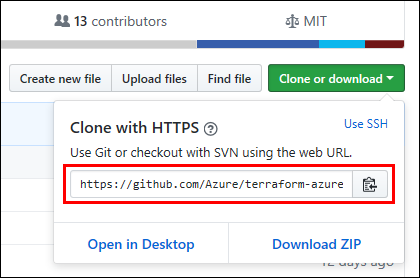 13 contributors
MIT
Create new file
Upload files
Find file
Clone or download
Clone with HTTPS
Use SSH
Use Git or checkout with SVN using the web URL.
https://github.com/Azure/terraform-azure
Open in Desktop
Download ZIP
12 days ago